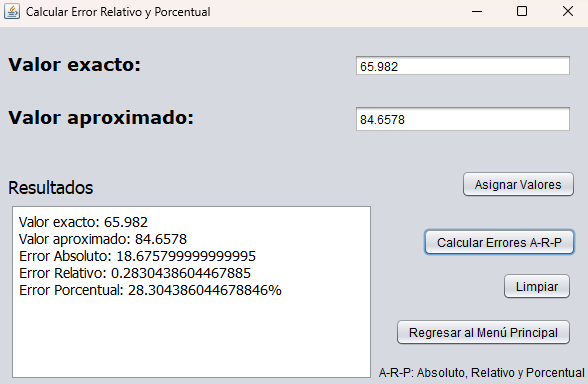 Calcular Error Relativo y Porcentual
Valor exacto:
65.982
Valor aproximado:
84.6578
Asignar Valores
Resultados
Valor exacto: 65.982
Valor aproximado: 84.6578
Error Absoluto: 18.675799999999995
Error Relativo: 0.2830438604467885
Error Porcentual: 28.304386044678846%
Calcular Errores A-R-P
Limpiar
Regresar al Menú Principal
A-R-P: Absoluto, Relativo y Porcentual